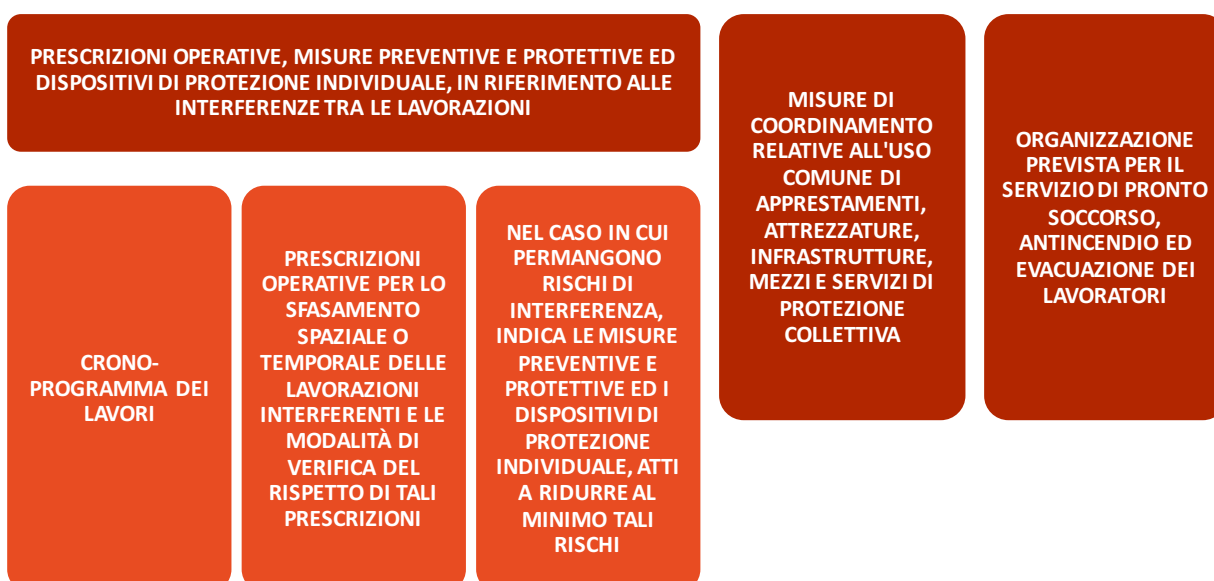 PRESCRIZIONI OPERATIVE, MISURE PREVENTIVE E PROTETTIVE ED
DISPOSITIVI DI PROTEZIONE INDIVIDUALE, IN RIFERIMENTO ALLE
INTERFERENZE TRA LE LAVORAZIONI
CRONO-
PROGRAMMA DEI
LAVORI
PRESCRIZIONI
OPERATIVE PER LO
SFASAMENTO
SPAZIALE O
TEMPORALE DELLE
LAVORAZIONI
INTERFERENTI E LE
MODALITÀ DI
VERIFICA DEL
RISPETTO DI TALI
PRESCRIZIONI
NEL CASO IN CUI
PERMANGONO
RISCHI DI
INTERFERENZA,
INDICA LE MISURE
PREVENTIVE E
PROTETTIVE ED I
DISPOSITIVI DI
PROTEZIONE
INDIVIDUALE, ATTI
A RIDURRE AL
MINIMO TALI
RISCHI
MISURE DI
COORDINAMENTO
RELATIVE ALL'USO
COMUNE DI
APPRESTAMENTI,
ATTREZZATURE,
INFRASTRUTTURE,
MEZZI E SERVIZI DI
PROTEZIONE
COLLETTIVA
ORGANIZZAZIONE
PREVISTA PER IL
SERVIZIO DI PRONTO
SOCCORSO,
ANTINCENDIO ED
EVACUAZIONE DEI
LAVORATORI